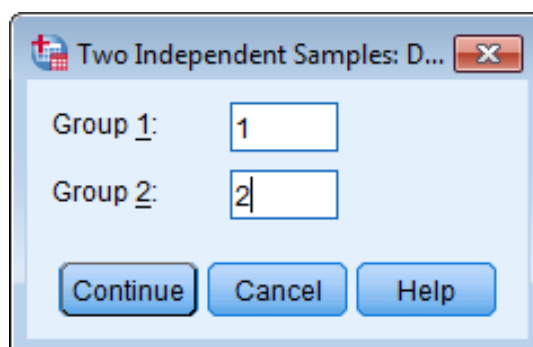 Two Independent Samples: D...
Group 1: 1
Group 2: 2
Continue Cancel Help